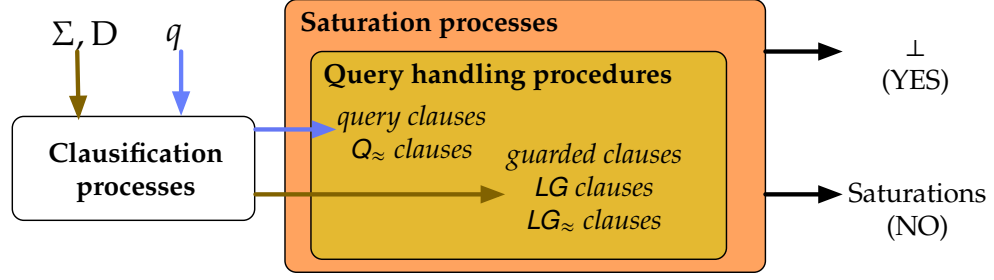 Σ, D
q
Clausification
processes
Saturation processes
Query handling procedures
query clauses
Q≈ clauses
guarded clauses
LG clauses
LG≈ clauses
⊥
(YES)
Saturations
(NO)